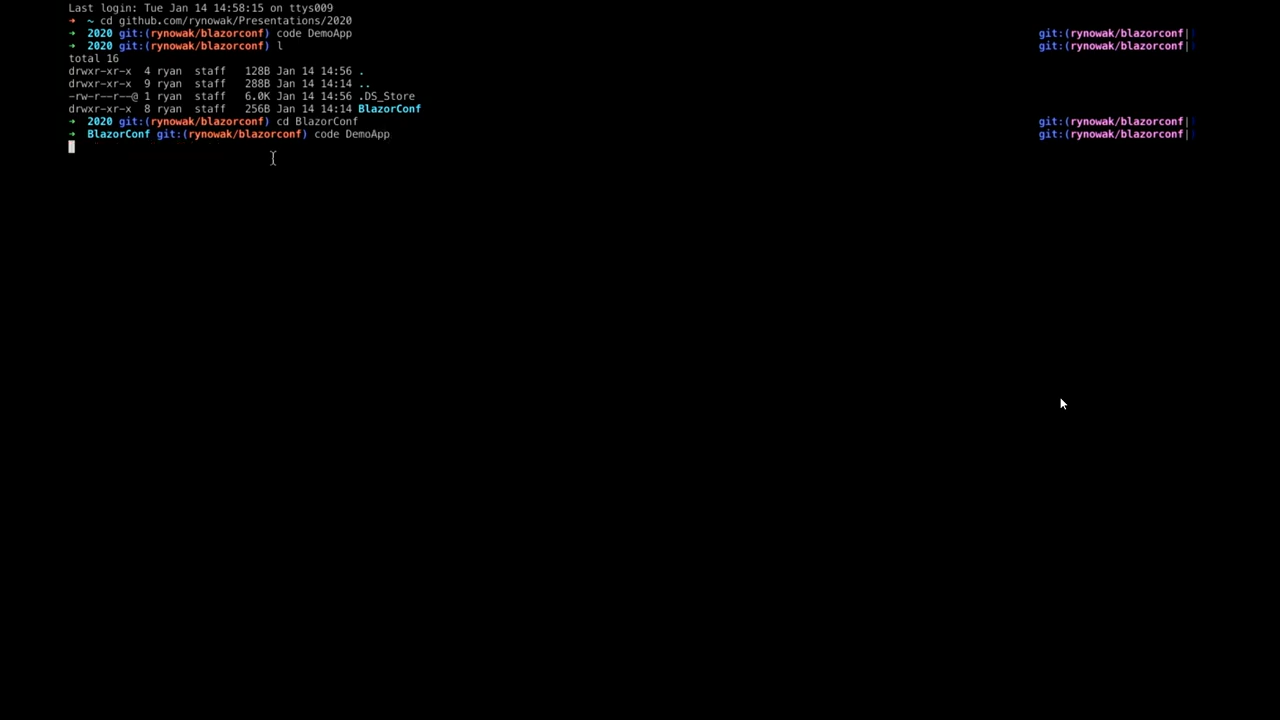 Last login: Tue Jan 14 14:58:15 on ttys009
➜  ~ cd github.com/rynowak/Presentations/2020
➜  2020 git:(rynowak/blazorconf) code DemoApp git:(rynowak/blazorconf|)
➜  2020 git:(rynowak/blazorconf) l git:(rynowak/blazorconf|)
total 16
drwxr-xr-x  4 ryan  staff   128B Jan 14 14:56 .
drwxr-xr-x  9 ryan  staff   288B Jan 14 14:14 ..
-rw-r--r--@ 1 ryan  staff   6.0K Jan 14 14:56 .DS_Store
drwxr-xr-x  8 ryan  staff   256B Jan 14 14:14 BlazorConf
➜  2020 git:(rynowak/blazorconf) cd BlazorConf git:(rynowak/blazorconf|)
➜  BlazorConf git:(rynowak/blazorconf) code DemoApp git:(rynowak/blazorconf|)